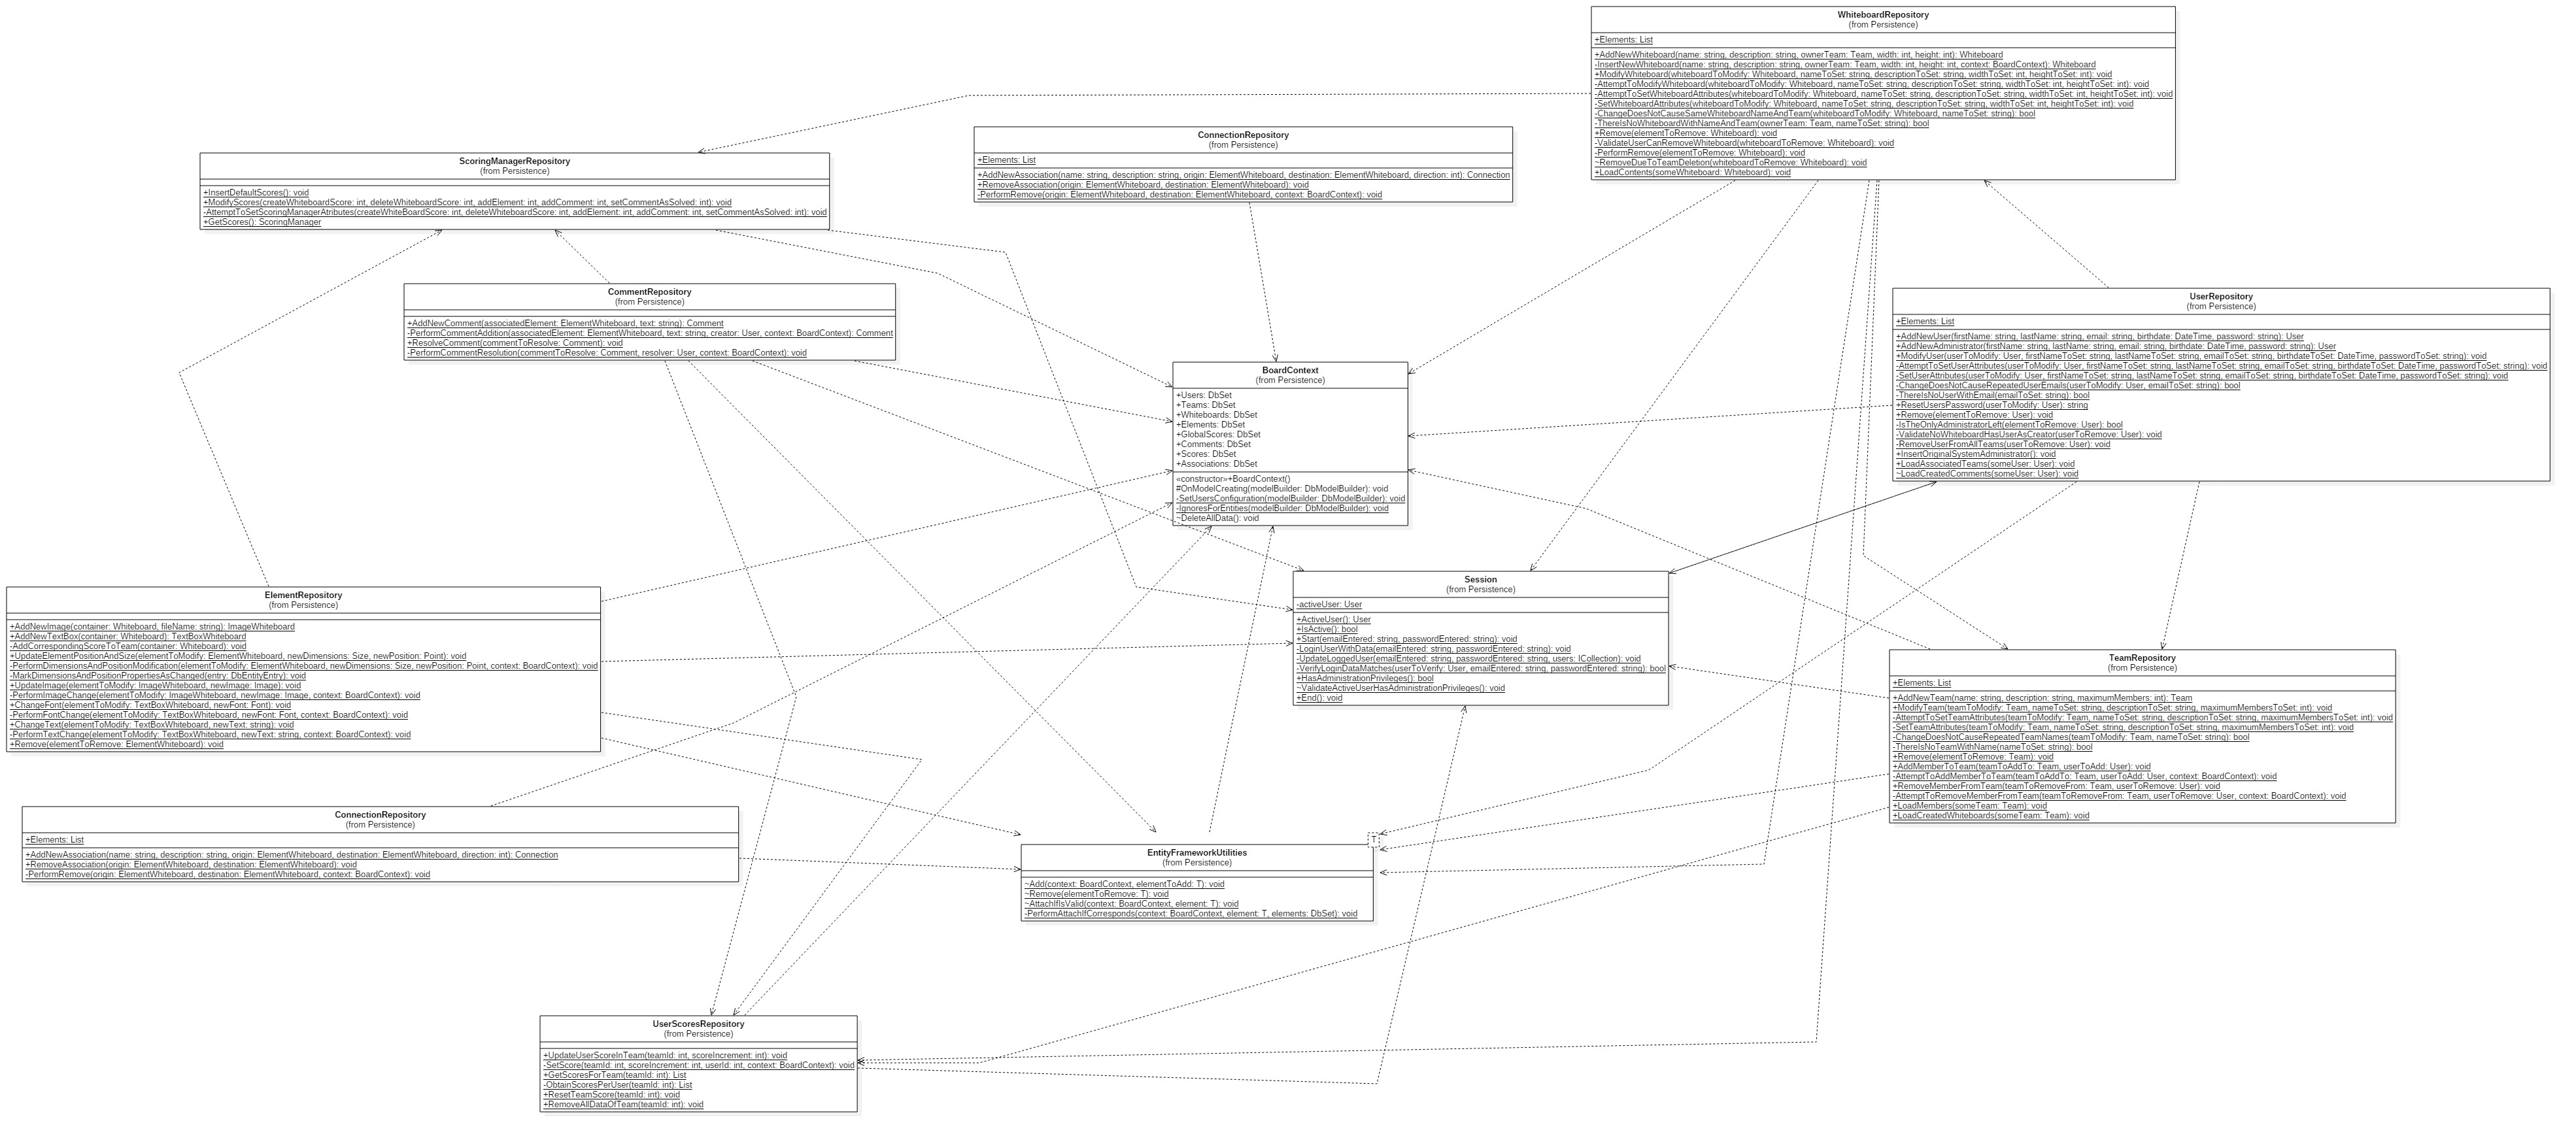 WhiteboardRepository
(from Persistence)
+Elements: List
+AddNewWhiteboard(name: string, description: string, ownerTeam: Team, width: int, height: int): Whiteboard
-InsertNewWhiteboard(name: string, description: string, ownerTeam: Team, width: int, height: int, context: BoardContext): Whiteboard
+ModifyWhiteboard(whiteboardToModify: Whiteboard, nameToSet: string, descriptionToSet: string, widthToSet: int, heightToSet: int): void
-AttemptToModifyWhiteboard(whiteboardToModify: Whiteboard, nameToSet: string, descriptionToSet: string, widthToSet: int, heightToSet: int): void
-AttemptToSetWhiteboardAttributes(whiteboardToModify: Whiteboard, nameToSet: string, descriptionToSet: string, widthToSet: int, heightToSet: int): void
-SetWhiteboardAttributes(whiteboardToModify: Whiteboard, nameToSet: string, descriptionToSet: string, widthToSet: int, heightToSet: int): void
-ChangeDoesNotCauseSameWhiteboardNameAndTeam(whiteboardToModify: Whiteboard, nameToSet: string): bool
-ThereIsNoWhiteboardWithNameAndTeam(ownerTeam: Team, nameToSet: string): bool
+Remove(elementToRemove: Whiteboard): void
-ValidateUserCanRemoveWhiteboard(whiteboardToRemove: Whiteboard): void
-PerformRemove(elementToRemove: Whiteboard): void
~RemoveDueToTeamDeletion(whiteboardToRemove: Whiteboard): void
+LoadContents(someWhiteboard: Whiteboard): void
ConnectionRepository
(from Persistence)
+Elements: List
+AddNewAssociation(name: string, description: string, origin: ElementWhiteboard, destination: ElementWhiteboard, direction: int): Connection
+RemoveAssociation(origin: ElementWhiteboard, destination: ElementWhiteboard): void
-PerformRemove(origin: ElementWhiteboard, destination: ElementWhiteboard, context: BoardContext): void
ScoringManagerRepository
(from Persistence)
+InsertDefaultScores(): void
+ModifyScores(createWhiteboardScore: int, deleteWhiteboardScore: int, addElement: int, addComment: int, setCommentAsSolved: int): void
-AttemptToSetScoringManagerAtributes(createWhiteBoardScore: int, deleteWhiteboardScore: int, addElement: int, addComment: int, setCommentAsSolved: int): void
+GetScores(): ScoringManager
CommentRepository
(from Persistence)
+AddNewComment(associatedElement: ElementWhiteboard, text: string): Comment
-PerformCommentAddition(associatedElement: ElementWhiteboard, text: string, creator: User, context: BoardContext): Comment
+ResolveComment(commentToResolve: Comment): void
-PerformCommentResolution(commentToResolve: Comment, resolver: User, context: BoardContext): void
UserRepository
(from Persistence)
+Elements: List
+AddNewUser(firstName: string, lastName: string, email: string, birthdate: DateTime, password: string): User
+AddNewAdministrator(firstName: string, lastName: string, email: string, birthdate: DateTime, password: string): User
+ModifyUser(userToModify: User, firstNameToSet: string, lastNameToSet: string, emailToSet: string, birthdateToSet: DateTime, passwordToSet: string): void
-AttemptToSetUserAttributes(userToModify: User, firstNameToSet: string, lastNameToSet: string, emailToSet: string, birthdateToSet: DateTime, passwordToSet: string): void
-SetUserAttributes(userToModify: User, firstNameToSet: string, lastNameToSet: string, emailToSet: string, birthdateToSet: DateTime, passwordToSet: string): void
-ChangeDoesNotCauseRepeatedUserEmails(userToModify: User, emailToSet: string): bool
-ThereIsNoUserWithEmail(emailToSet: string): bool
+ResetUsersPassword(userToModify: User): string
+Remove(elementToRemove: User): void
-IsTheOnlyAdministratorLeft(elementToRemove: User): bool
-ValidateNoWhiteboardHasUserAsCreator(userToRemove: User): void
-RemoveUserFromAllTeams(userToRemove: User): void
+InsertOriginalSystemAdministrator(): void
+LoadAssociatedTeams(someUser: User): void
~LoadCreatedComments(someUser: User): void
BoardContext
(from Persistence)
+Users: DbSet
+Teams: DbSet
+Whiteboards: DbSet
+Elements: DbSet
+GlobalScores: DbSet
+Comments: DbSet
+Scores: DbSet
+Associations: DbSet
«constructor»+BoardContext()
#OnModelCreating(modelBuilder: DbModelBuilder): void
-SetUsersConfiguration(modelBuilder: DbModelBuilder): void
-IgnoresForEntities(modelBuilder: DbModelBuilder): void
~DeleteAllData(): void
Session
(from Persistence)
-activeUser: User
+ActiveUser(): User
+IsActive(): bool
+Start(emailEntered: string, passwordEntered: string): void
-LoginUserWithData(emailEntered: string, passwordEntered: string): void
-UpdateLoggedUser(emailEntered: string, passwordEntered: string, users: ICollection): void
-VerifyLoginDataMatches(userToVerify: User, emailEntered: string, passwordEntered: string): bool
+HasAdministrationPrivileges(): bool
~ValidateActiveUserHasAdministrationPrivileges(): void
+End(): void
ElementRepository
(from Persistence)
+AddNewImage(container: Whiteboard, fileName: string): ImageWhiteboard
+AddNewTextBox(container: Whiteboard): TextBoxWhiteboard
-AddCorrespondingScoreToTeam(container: Whiteboard): void
+UpdateElementPositionAndSize(elementToModify: ElementWhiteboard, newDimensions: Size, newPosition: Point): void
-PerformDimensionsAndPositionModification(elementToModify: ElementWhiteboard, newDimensions: Size, newPosition: Point, context: BoardContext): void
-MarkDimensionsAndPositionPropertiesAsChanged(entry: DbEntityEntry): void
+UpdateImage(elementToModify: ImageWhiteboard, newImage: Image): void
-PerformImageChange(elementToModify: ImageWhiteboard, newImage: Image, context: BoardContext): void
+ChangeFont(elementToModify: TextBoxWhiteboard, newFont: Font): void
-PerformFontChange(elementToModify: TextBoxWhiteboard, newFont: Font, context: BoardContext): void
+ChangeText(elementToModify: TextBoxWhiteboard, newText: string): void
-PerformTextChange(elementToModify: TextBoxWhiteboard, newText: string, context: BoardContext): void
+Remove(elementToRemove: ElementWhiteboard): void
TeamRepository
(from Persistence)
+Elements: List
+AddNewTeam(name: string, description: string, maximumMembers: int): Team
+ModifyTeam(teamToModify: Team, nameToSet: string, descriptionToSet: string, maximumMembersToSet: int): void
-AttemptToSetTeamAttributes(teamToModify: Team, nameToSet: string, descriptionToSet: string, maximumMembersToSet: int): void
-SetTeamAttributes(teamToModify: Team, nameToSet: string, descriptionToSet: string, maximumMembersToSet: int): void
-ChangeDoesNotCauseRepeatedTeamNames(teamToModify: Team, nameToSet: string): bool
-ThereIsNoTeamWithName(nameToSet: string): bool
+Remove(elementToRemove: Team): void
+AddMemberToTeam(teamToAddTo: Team, userToAdd: User): void
-AttemptToAddMemberToTeam(teamToAddTo: Team, userToAdd: User, context: BoardContext): void
+RemoveMemberFromTeam(teamToRemoveFrom: Team, userToRemove: User): void
-AttemptToRemoveMemberFromTeam(teamToRemoveFrom: Team, userToRemove: User, context: BoardContext): void
+LoadMembers(someTeam: Team): void
+LoadCreatedWhiteboards(someTeam: Team): void
ConnectionRepository
(from Persistence)
+Elements: List
+AddNewAssociation(name: string, description: string, origin: ElementWhiteboard, destination: ElementWhiteboard, direction: int): Connection
+RemoveAssociation(origin: ElementWhiteboard, destination: ElementWhiteboard): void
-PerformRemove(origin: ElementWhiteboard, destination: ElementWhiteboard, context: BoardContext): void
T
EntityFrameworkUtilities
(from Persistence)
~Add(context: BoardContext, elementToAdd: T): void
~Remove(elementToRemove: T): void
~AttachIfIsValid(context: BoardContext, element: T): void
-PerformAttachIfCorresponds(context: BoardContext, element: T, elements: DbSet): void
UserScoresRepository
(from Persistence)
+UpdateUserScoreInTeam(teamId: int, scoreIncrement: int): void
-SetScore(teamId: int, scoreIncrement: int, userId: int, context: BoardContext): void
+GetScoresForTeam(teamId: int): List
-ObtainScoresPerUser(teamId: int): List
+ResetTeamScore(teamId: int): void
+RemoveAllDataOfTeam(teamId: int): void